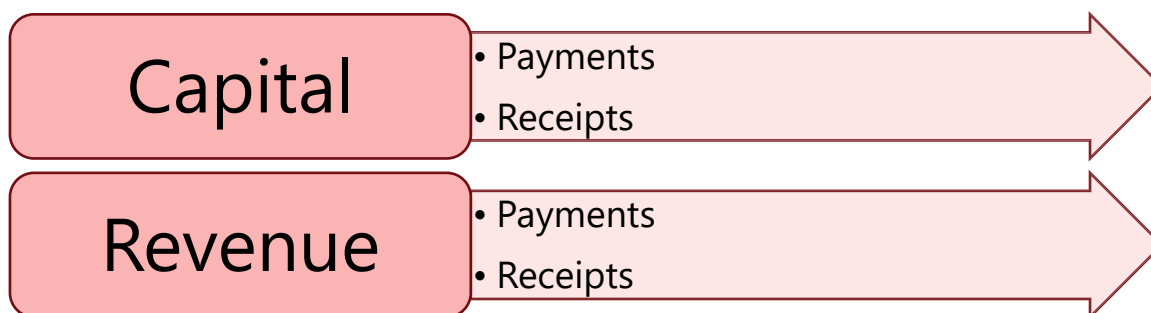 Capital
• Payments
• Receipts
Revenue
• Payments
• Receipts